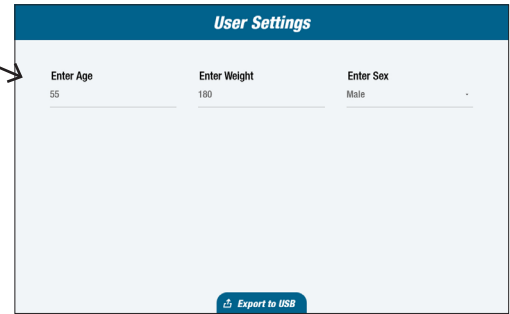 User Settings
Enter Age Enter Weight Enter Sex
55 180 Male
Export to USB